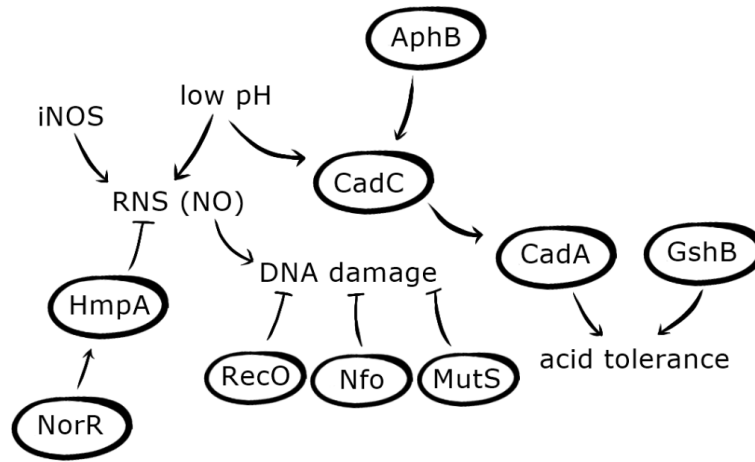 AphB
low pH
iNOS
CadC
RNS (NO)
CadA
GshB
DNA damage
HmpA
acid tolerance
RecO
Nfo
MutS
NorR